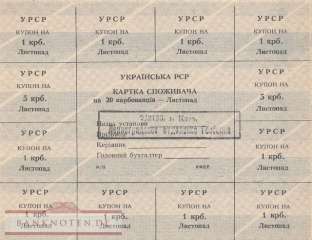 УРСР УРСР УРСР УРСР
КУПОН НА КУПОН НА КУПОН НА КУПОН НА
1 крб. 1 крб. 1 крб. 1 крб.
Листопад Листопад Листопад Листопад
УРСР
КУПОН НА
5 крб.
Листопад
УКРАЇНСЬКА РСР
КАРТКА СПОЖИВАЧА
на 20 карбованців — Листопад
Назва установи
Керівник
Головний бухгалтер
УРСР
КУПОН НА
5 крб.
Листопад
УРСР
КУПОН НА
1 крб.
Листопад
УРСР
КУПОН НА
1 крб.
Листопад
УРСР УРСР УРСР УРСР
КУПОН НА КУПОН НА КУПОН НА КУПОН НА
1 крб. 1 крб. 1 крб. 1 крб.
Листопад Листопад Листопад
BANKNOTEN.DE